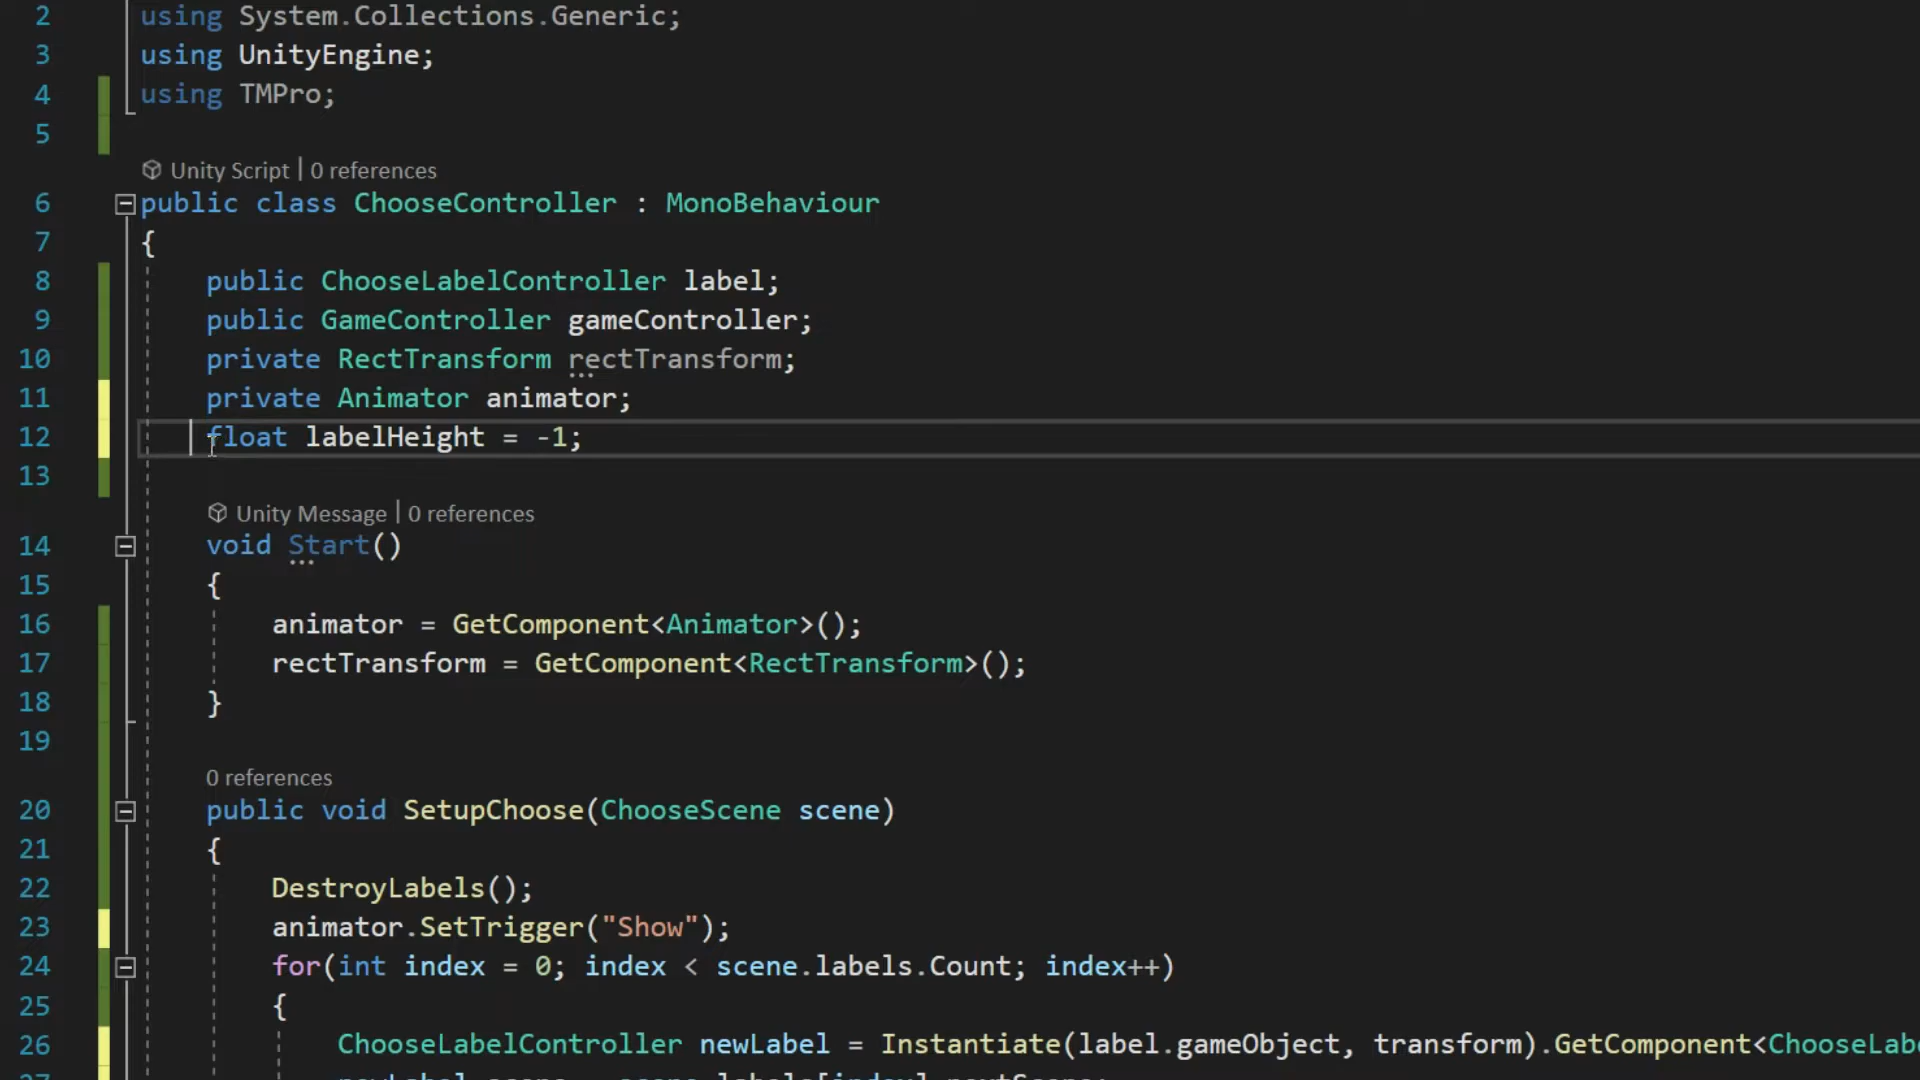 2 using System.Collections.Generic;
3 using UnityEngine;
4 using TMPro;
5
Unity Script | 0 references
6 public class ChooseController : MonoBehaviour
7 {
8 public ChooseLabelController label;
9 public GameController gameController;
10 private RectTransform rectTransform;
11 private Animator animator;
12 float labelHeight = -1;
13
Unity Message | 0 references
14 void Start()
15 {
16 animator = GetComponent<Animator>();
17 rectTransform = GetComponent<RectTransform>();
18 }
19
0 references
20 public void SetupChoose(ChooseScene scene)
21 {
22 DestroyLabels();
23 animator.SetTrigger("Show");
24 for(int index = 0; index < scene.labels.Count; index++)
25 {
26 ChooseLabelController newLabel = Instantiate(label.gameObject, transform).GetComponent<ChooseLabe